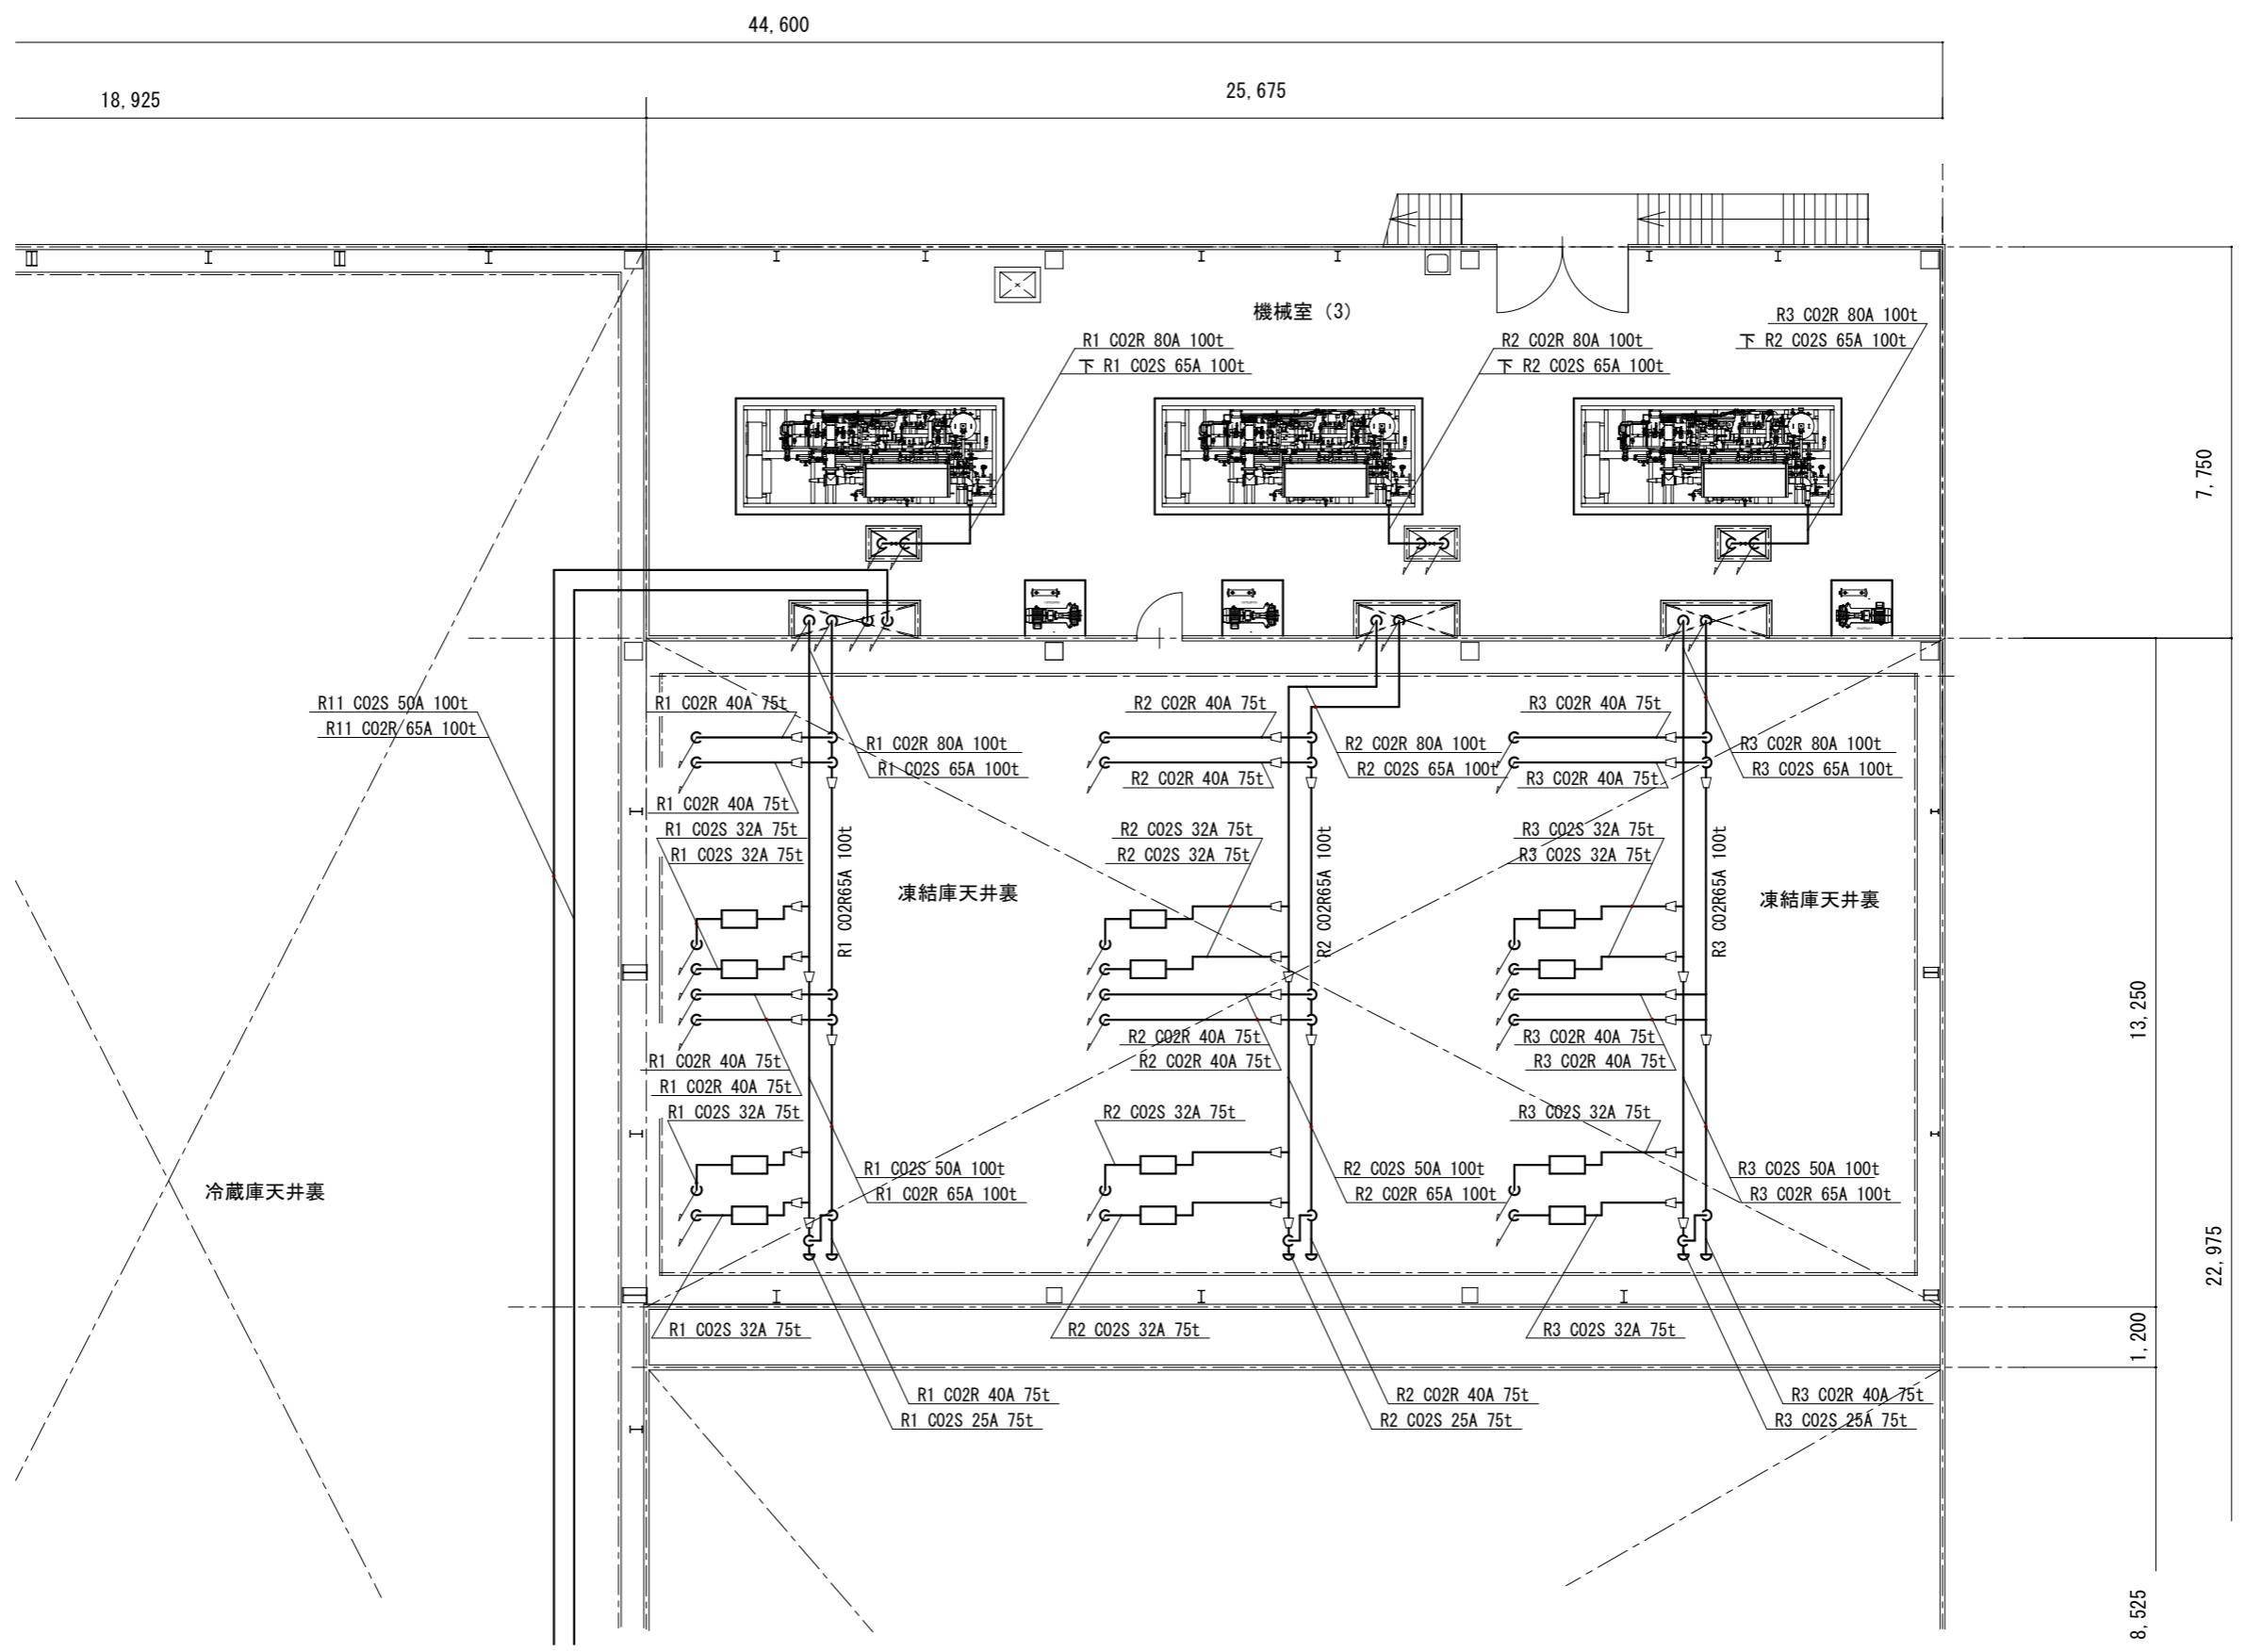 44,600
18,925
25,675
機械室 (3)
R1 CO2R 80A 100t
下 R1 CO2S 65A 100t
R2 CO2R 80A 100t
下 R2 CO2S 65A 100t
R3 CO2R 80A 100t
下 R2 CO2S 65A 100t
7,750
R11 CO2S 50A 100t
R11 CO2R 65A 100t
R1 CO2R 40A 75t
R1 CO2R 80A 100t
R1 CO2S 65A 100t
R1 CO2R 40A 75t
R1 CO2S 32A 75t
R1 CO2S 32A 75t
R1 CO2R65A 100t
凍結庫天井裏
R2 CO2R 40A 75t
R2 CO2R 80A 100t
R2 CO2S 65A 100t
R2 CO2R 40A 75t
R2 CO2S 32A 75t
R2 CO2S 32A 75t
R2 CO2R65A 100t
R3 CO2R 40A 75t
R3 CO2R 80A 100t
R3 CO2S 65A 100t
R3 CO2R 40A 75t
R3 CO2S 32A 75t
R3 CO2S 32A 75t
R3 CO2R65A 100t
凍結庫天井裏
13,250
R1 CO2R 40A 75t
R1 CO2R 40A 75t
R1 CO2S 32A 75t
R1 CO2S 50A 100t
R1 CO2R 65A 100t
R2 CO2R 40A 75t
R2 CO2R 40A 75t
R2 CO2S 32A 75t
R2 CO2S 50A 100t
R2 CO2R 65A 100t
R3 CO2R 40A 75t
R3 CO2R 40A 75t
R3 CO2S 32A 75t
R3 CO2S 50A 100t
R3 CO2R 65A 100t
冷蔵庫天井裏
22,975
R1 CO2S 32A 75t
R2 CO2S 32A 75t
R3 CO2S 32A 75t
1,200
R1 CO2R 40A 75t
R1 CO2S 25A 75t
R2 CO2R 40A 75t
R2 CO2S 25A 75t
R3 CO2R 40A 75t
R3 CO2S 25A 75t
8,525